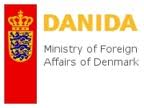 DANIDA
Ministry of Foreign
Affairs of Denmark